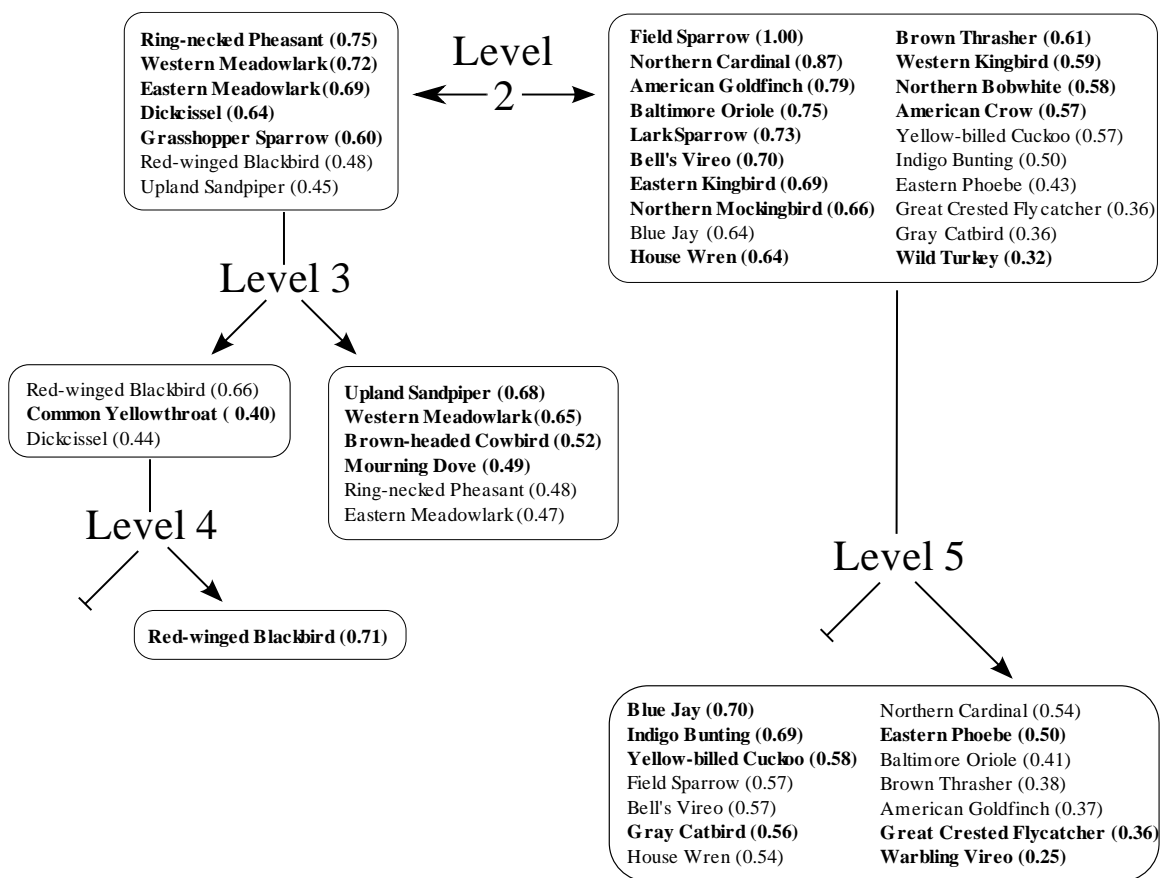 Ring-necked Pheasant (0.75)
Western Meadowlark (0.72)
Eastern Meadowlark (0.69)
Dickcissel (0.64)
Grasshopper Sparrow (0.60)
Red-winged Blackbird (0.48)
Upland Sandpiper (0.45)
Level
2
Field Sparrow (1.00)
Northern Cardinal (0.87)
American Goldfinch (0.79)
Baltimore Oriole (0.75)
Lark Sparrow (0.73)
Bell's Vireo (0.70)
Eastern Kingbird (0.69)
Northern Mockingbird (0.66)
Blue Jay (0.64)
House Wren (0.64)
Brown Thrasher (0.61)
Western Kingbird (0.59)
Northern Bobwhite (0.58)
American Crow (0.57)
Yellow-billed Cuckoo (0.57)
Indigo Bunting (0.50)
Eastern Phoebe (0.43)
Great Crested Flycatcher (0.36)
Gray Catbird (0.36)
Wild Turkey (0.32)
Level 3
Red-winged Blackbird (0.66)
Common Yellowthroat ( 0.40)
Dickcissel (0.44)
Upland Sandpiper (0.68)
Western Meadowlark (0.65)
Brown-headed Cowbird (0.52)
Mourning Dove (0.49)
Ring-necked Pheasant (0.48)
Eastern Meadowlark (0.47)
Level 4
Red-winged Blackbird (0.71)
Level 5
Blue Jay (0.70)
Indigo Bunting (0.69)
Yellow-billed Cuckoo (0.58)
Field Sparrow (0.57)
Bell's Vireo (0.57)
Gray Catbird (0.56)
House Wren (0.54)
Northern Cardinal (0.54)
Eastern Phoebe (0.50)
Baltimore Oriole (0.41)
Brown Thrasher (0.38)
American Goldfinch (0.37)
Great Crested Flycatcher (0.36)
Warbling Vireo (0.25)